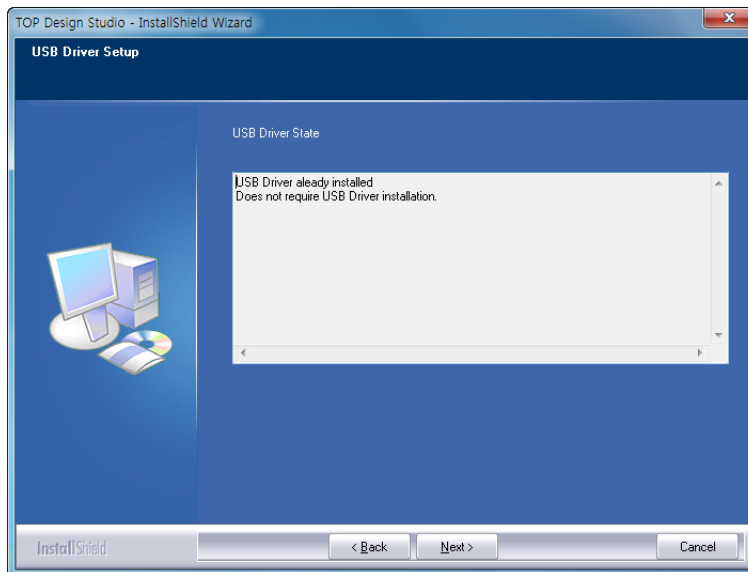 TOP Design Studio - InstallShield Wizard
USB Driver Setup
USB Driver State
USB Driver aleady installed
Does not require USB Driver installation.
InstallShield
< Back
Next >
Cancel